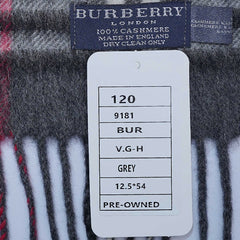 BURBERRY
LONDON
100% CASHMERE
MADE IN ENGLAND
DRY CLEAN ONLY
120
9181
BUR
V.G-H
GREY
12.5*54
PRE-OWNED